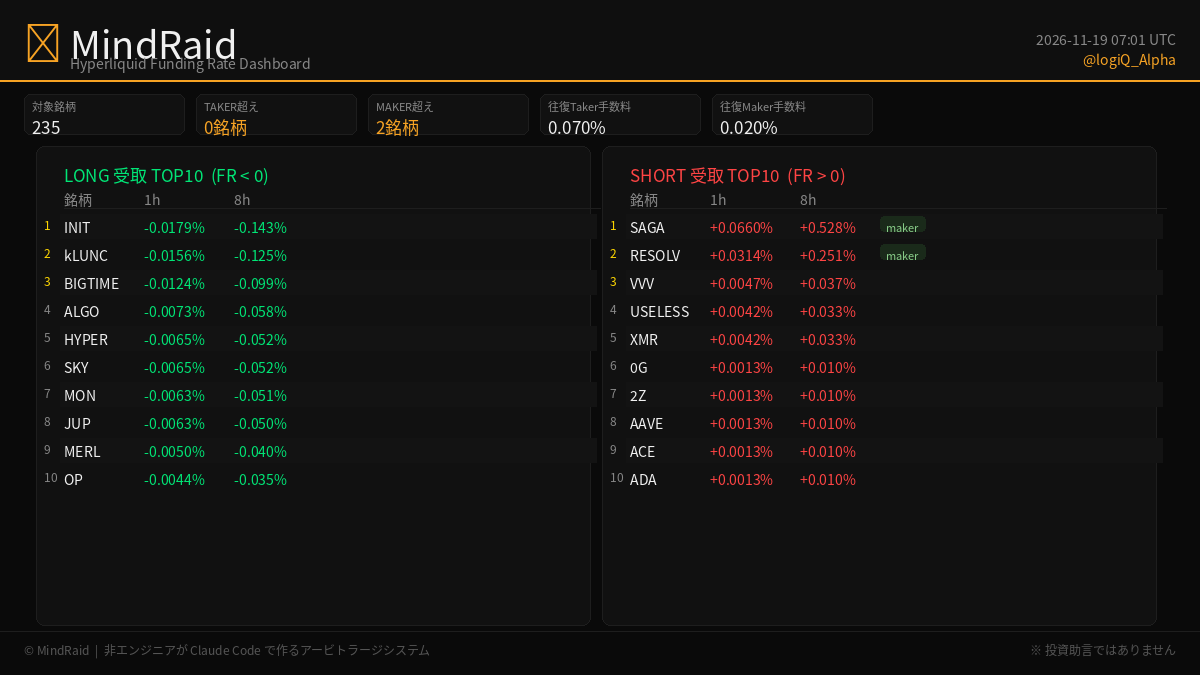 MindRaid
Hyperliquid Funding Rate Dashboard
2026-11-19 07:01 UTC
@logiQ_Alpha
対象銘柄
235
TAKER超え
0銘柄
MAKER超え
2銘柄
往復Taker手数料
0.070%
往復Maker手数料
0.020%
LONG 受取 TOP10 (FR < 0)
銘柄 1h 8h
1 INIT -0.0179% -0.143%
2 kLUNC -0.0156% -0.125%
3 BIGTIME -0.0124% -0.099%
4 ALGO -0.0073% -0.058%
5 HYPER -0.0065% -0.052%
6 SKY -0.0065% -0.052%
7 MON -0.0063% -0.051%
8 JUP -0.0063% -0.050%
9 MERL -0.0050% -0.040%
10 OP -0.0044% -0.035%
SHORT 受取 TOP10 (FR > 0)
銘柄 1h 8h
1 SAGA +0.0660% +0.528% maker
2 RESOLV +0.0314% +0.251% maker
3 VVV +0.0047% +0.037%
4 USELESS +0.0042% +0.033%
5 XMR +0.0042% +0.033%
6 0G +0.0013% +0.010%
7 2Z +0.0013% +0.010%
8 AAVE +0.0013% +0.010%
9 ACE +0.0013% +0.010%
10 ADA +0.0013% +0.010%
© MindRaid | 非エンジニアが Claude Code で作るアービトラージシステム
※ 投資助言ではありません